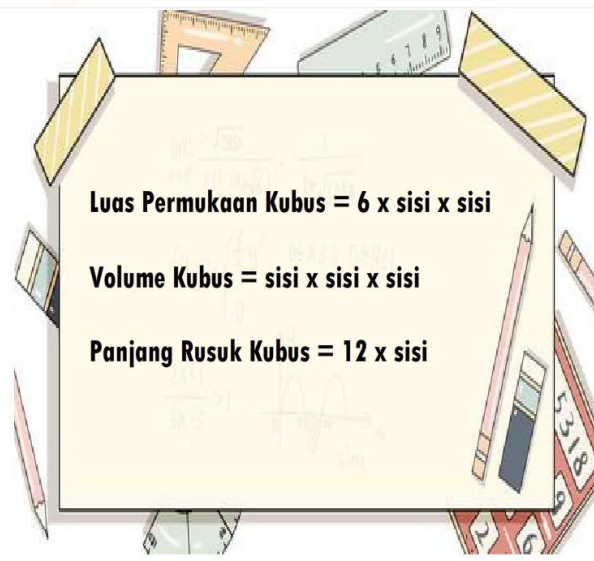 Luas Permukaan Kubus = 6 x sisi x sisi
Volume Kubus = sisi x sisi x sisi
Panjang Rusuk Kubus = 12 x sisi